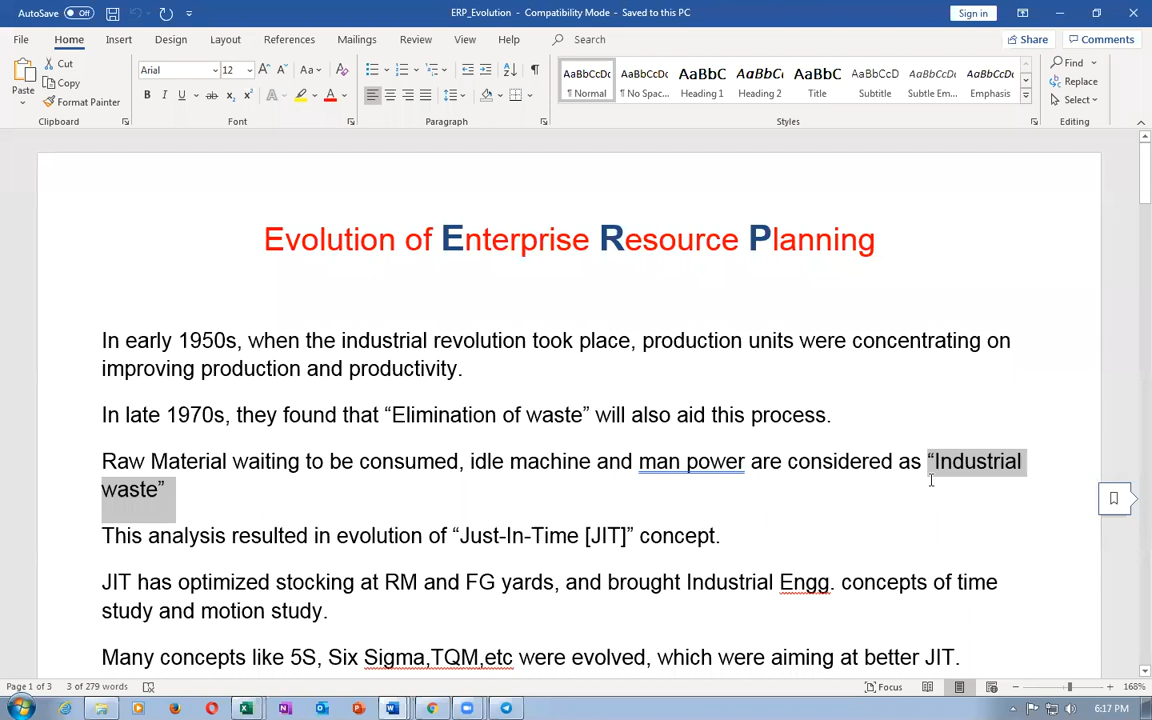 AutoSave Off
ERP_Evolution - Compatibility Mode - Saved to this PC
Sign in
File Home Insert Draw Design Layout References Mailings Review View Help Search
Share Comments
Paste
Cut
Copy
Format Painter
Clipboard
Arial 12
Font
Paragraph
AaBbCcDc AaBbCcDc AaBbC AaBbCc AaBbC AaBbCcD AaBbCcDc AaBbCcDc
¶ Normal ¶ No Spac... Heading 1 Heading 2 Title Subtitle Subtle Em... Emphasis
Styles
Find
Replace
Select
Editing
Evolution of Enterprise Resource Planning
In early 1950s, when the industrial revolution took place, production units were concentrating on
improving production and productivity.
In late 1970s, they found that “Elimination of waste” will also aid this process.
Raw Material waiting to be consumed, idle machine and man power are considered as “Industrial
waste”
This analysis resulted in evolution of “Just-In-Time [JIT]” concept.
JIT has optimized stocking at RM and FG yards, and brought Industrial Engg. concepts of time
study and motion study.
Many concepts like 5S, Six Sigma,TQM,etc were evolved, which were aiming at better JIT.
Page 1 of 3 3 of 279 words
Focus
168%
6:17 PM